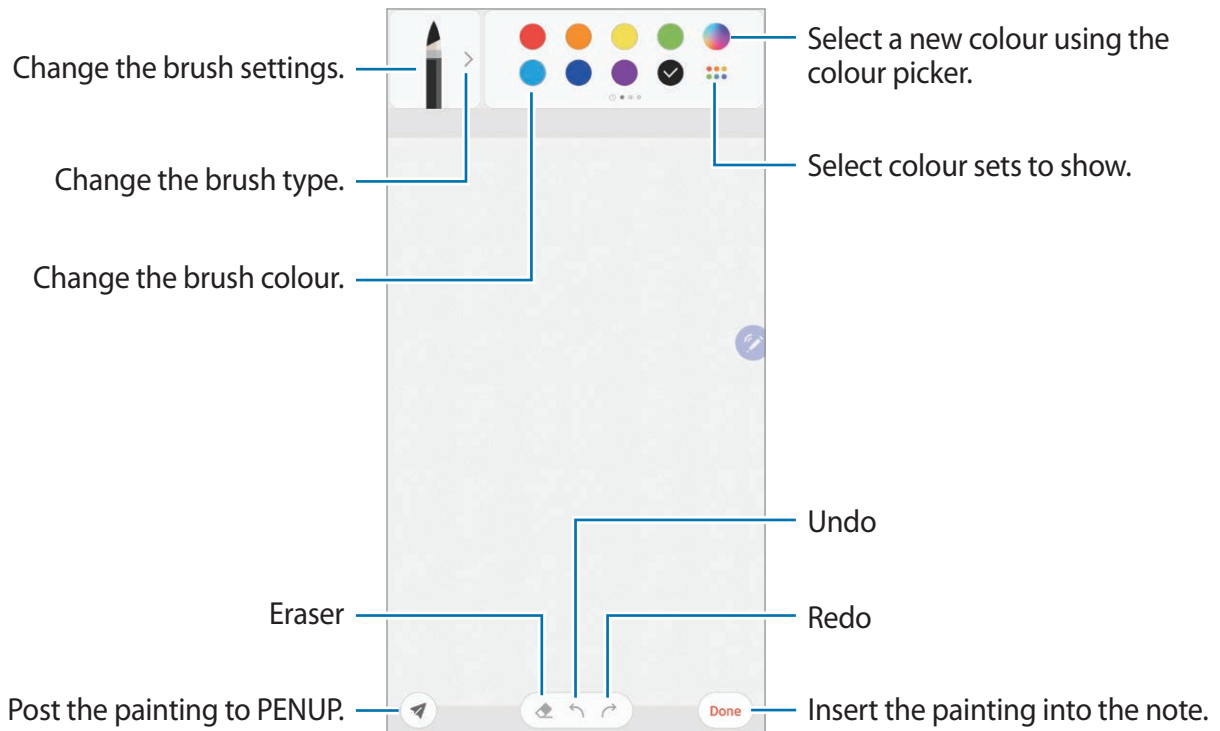 Change the brush settings.
Select a new colour using the
colour picker.
Change the brush type.
Select colour sets to show.
Change the brush colour.
Undo
Eraser
Redo
Post the painting to PENUP.
Done
Insert the painting into the note.